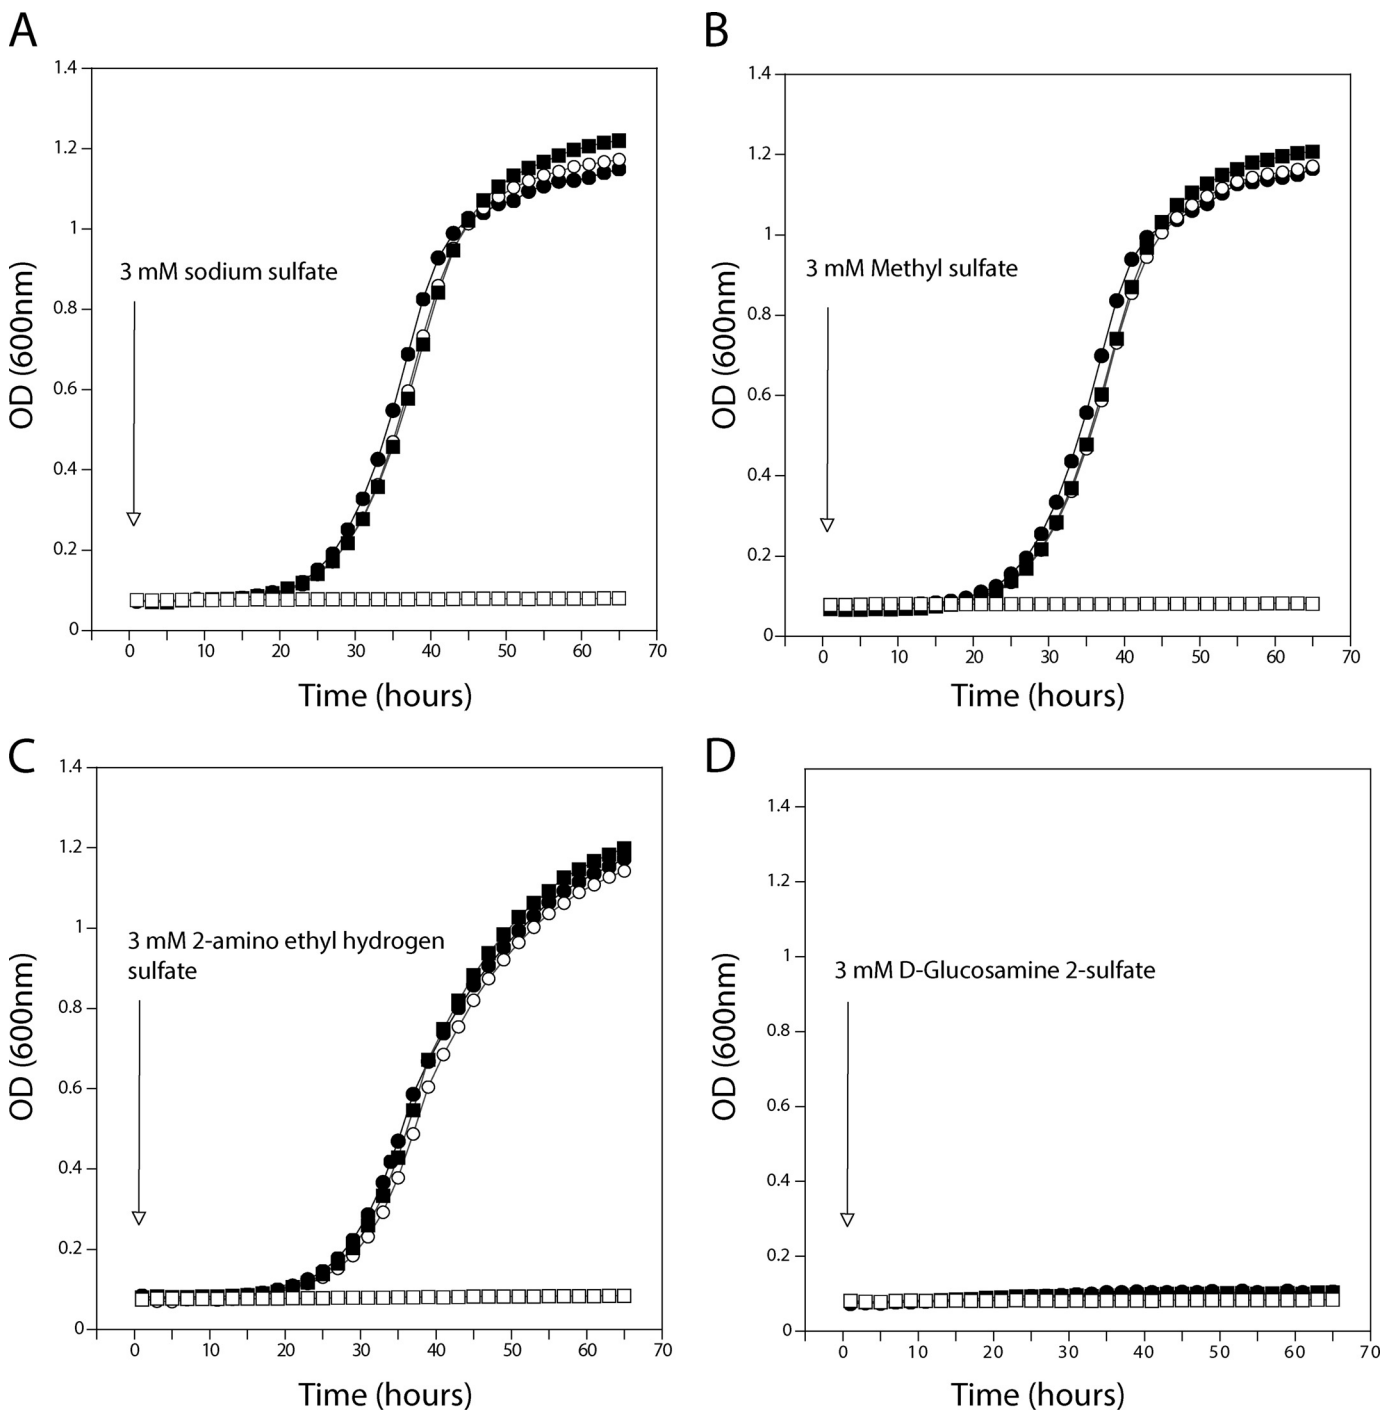 A
1.4
1.2
1
0.8
0.6
0.4
0.2
0
OD (600nm)
3 mM sodium sulfate
0 10 20 30 40 50 60 70
Time (hours)
B
1.4
1.2
1
0.8
0.6
0.4
0.2
0
OD (600nm)
3 mM Methyl sulfate
0 10 20 30 40 50 60 70
Time (hours)
C
1.4
1.2
1
0.8
0.6
0.4
0.2
0
OD (600nm)
3 mM 2-amino ethyl hydrogen
sulfate
0 10 20 30 40 50 60 70
Time (hours)
D
1.4
1.2
1
0.8
0.6
0.4
0.2
0
OD (600nm)
3 mM D-Glucosamine 2-sulfate
0 10 20 30 40 50 60 70
Time (hours)